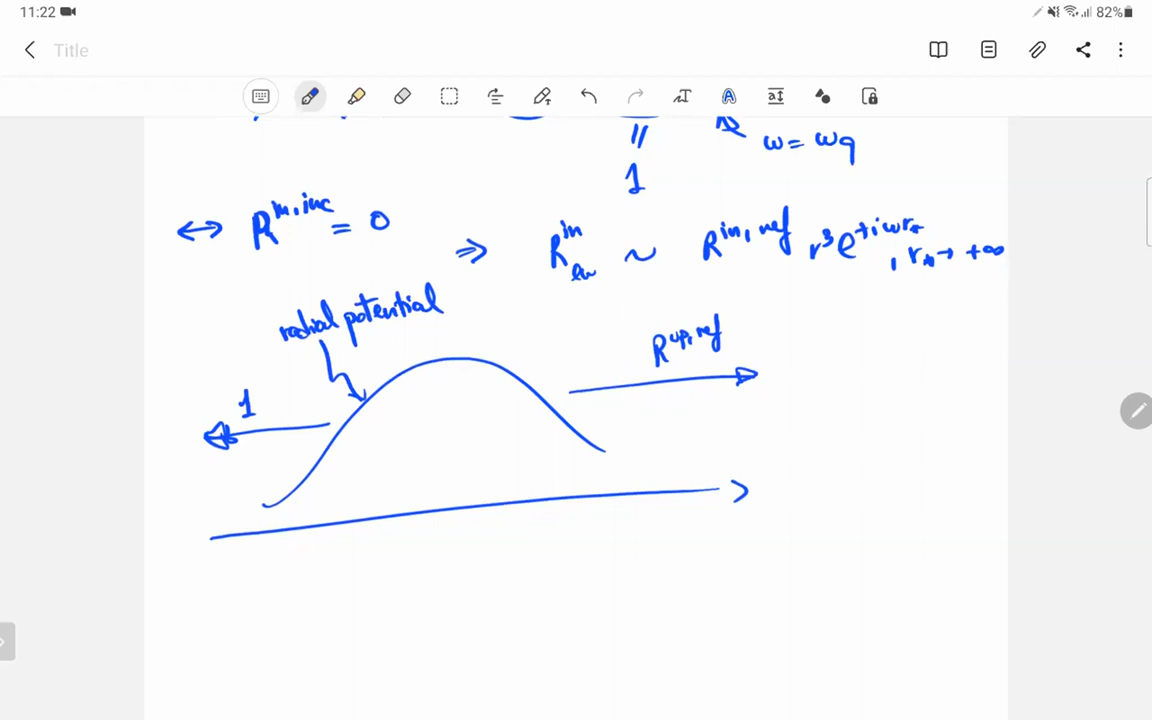 11:22 82%
Title
ω = ωq
||
1
↔ R^{in, inc} = 0 ⇒ R^{in}_{ℓω} ~ R^{in, ref} r³e^{+iωr*}, r* → +∞
radial potential
R^{up, ref}
1